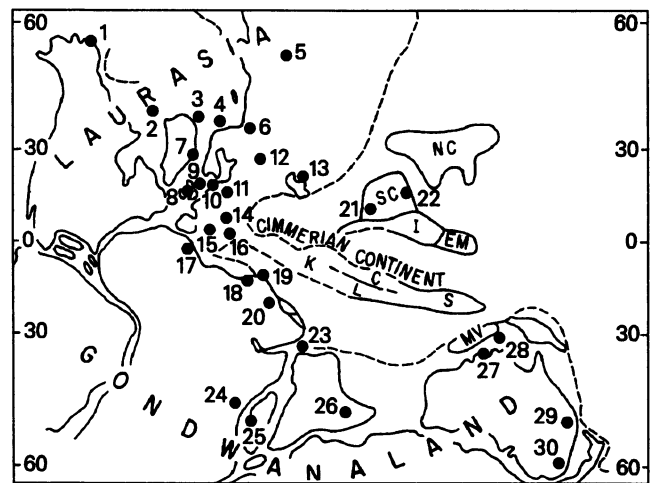 60 1 60
5
LAURASIA
2 3 4 6
30 7 12 NC 30
9 13
8 10 11 SC 22
21 I
14 EM
0 15 16 CIMMERIAN CONTINENT 0
17 K C
18 19 L S
20
30 23 MV 30
28
27
GONDWANALAND
24 26 29
25
30
60 60